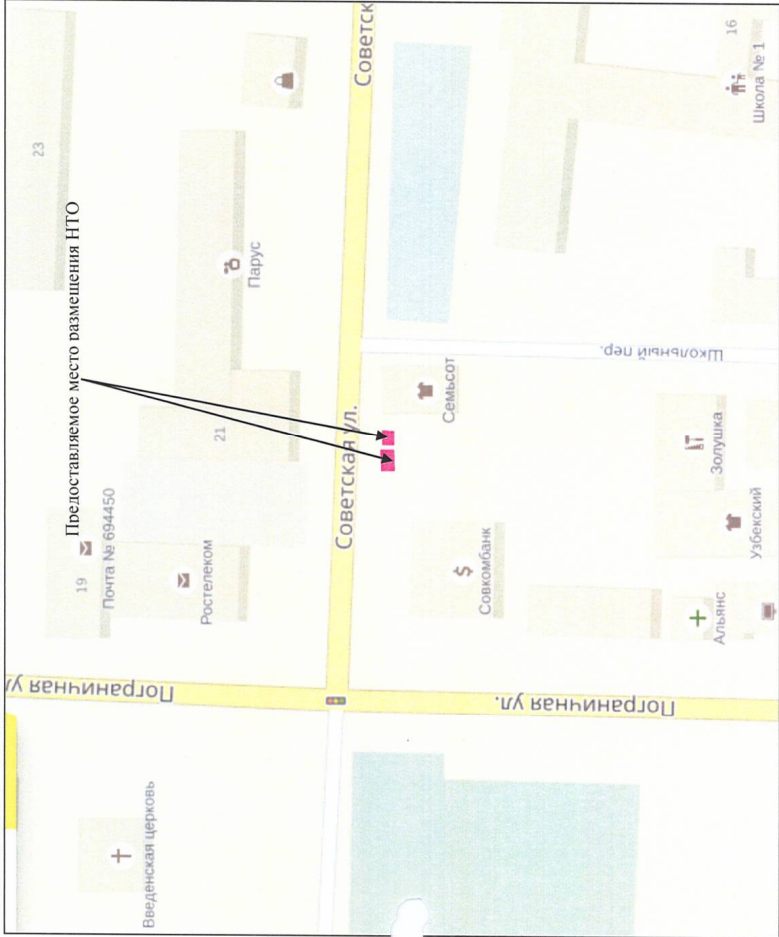 23
Предоставляемое место размещения НТО
Парус
21
19
Почта № 694450
Ростелеком
Советская ул.
Советск
Пограничная ул
Введенская церковь
Пограничная ул.
Семьсот
Школьный пер.
16
Школа № 1
Совкомбанк
Золушка
Узбекский
Альянс